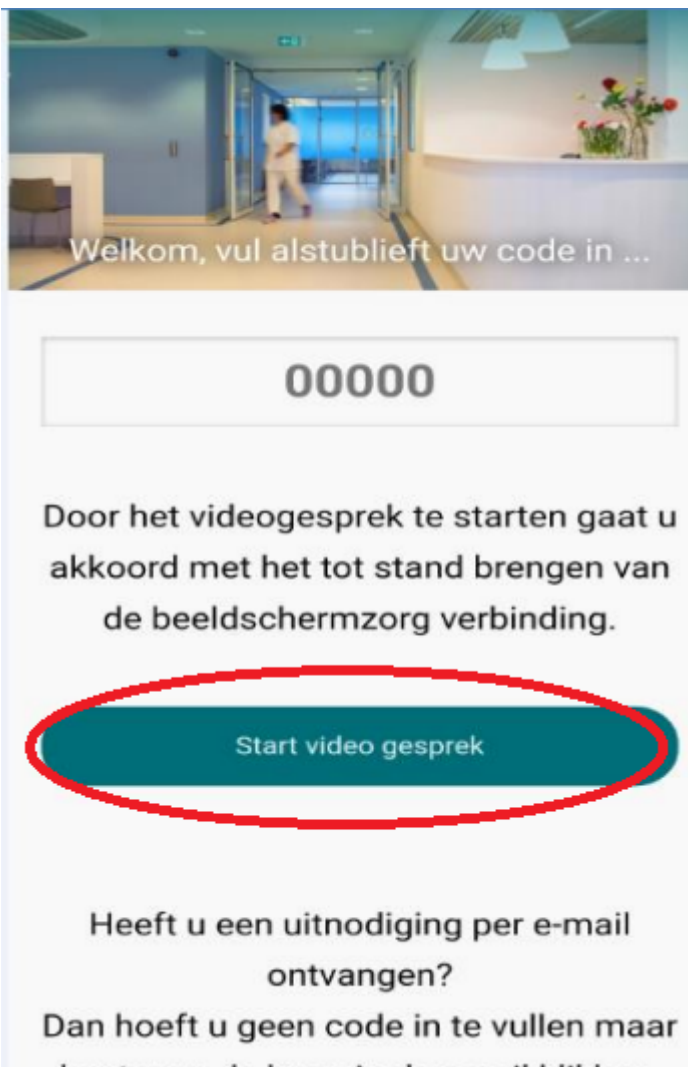 Welkom, vul alstublieft uw code in ...
00000
Door het videogesprek te starten gaat u
akkoord met het tot stand brengen van
de beeldschermzorg verbinding.
Start video gesprek
Heeft u een uitnodiging per e-mail
ontvangen?
Dan hoeft u geen code in te vullen maar